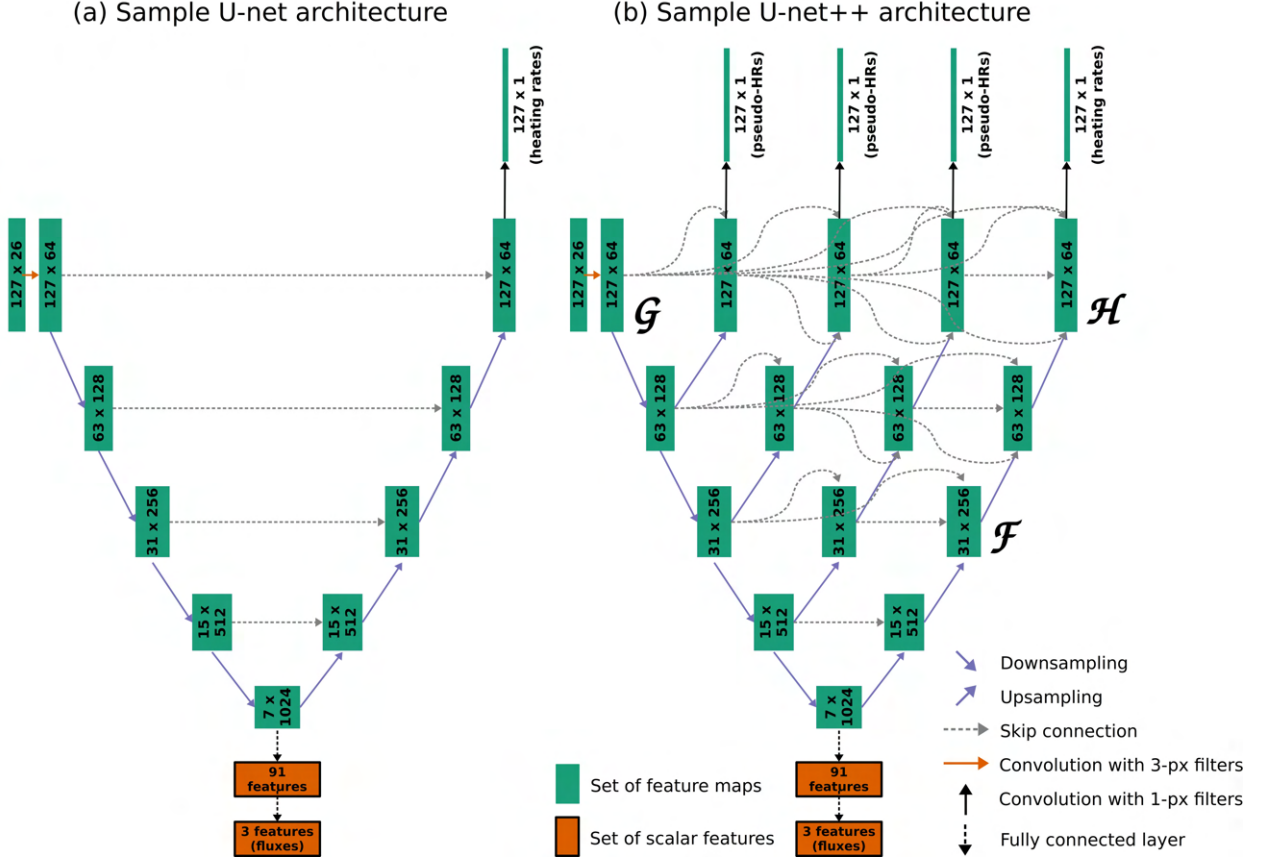 (a) Sample U-net architecture
(b) Sample U-net++ architecture
127 x 1
(heating rates)
127 x 1
(pseudo-HRs)
127 x 1
(pseudo-HRs)
127 x 1
(pseudo-HRs)
127 x 1
(heating rates)
127 x 26
127 x 64
127 x 64
127 x 26
127 x 64
127 x 64
127 x 64
127 x 64
127 x 64
G
H
63 x 128
63 x 128
63 x 128
63 x 128
63 x 128
63 x 128
31 x 256
31 x 256
31 x 256
31 x 256
31 x 256
F
15 x
512
15 x
512
15 x
512
15 x
512
7 x
1024
7 x
1024
91
features
3 features
(fluxes)
91
features
3 features
(fluxes)
Set of feature maps
Set of scalar features
Downsampling
Upsampling
Skip connection
Convolution with 3-px filters
Convolution with 1-px filters
Fully connected layer